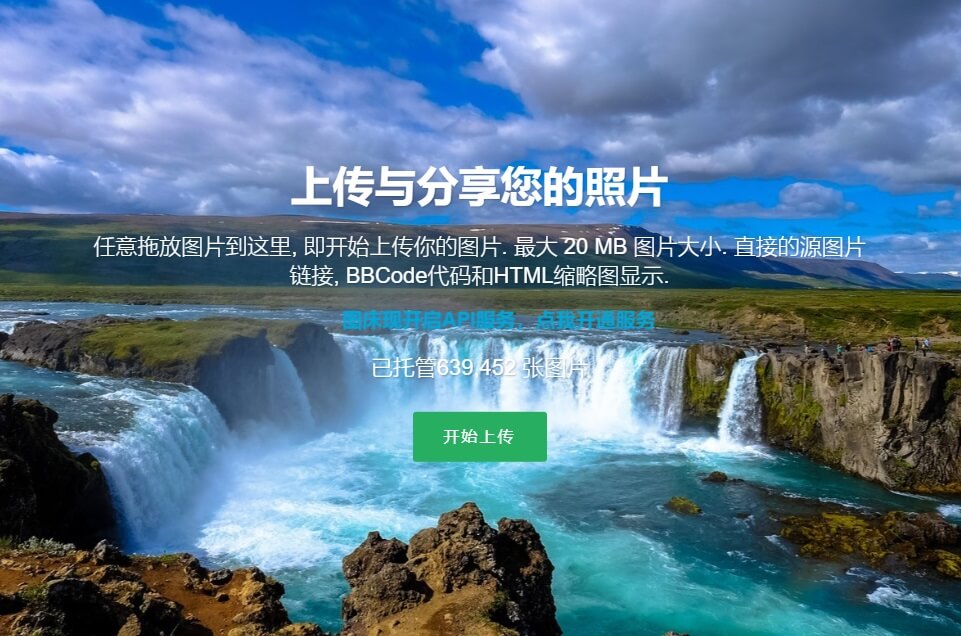 上传与分享您的照片
任意拖放图片到这里, 即开始上传你的图片. 最大 20 MB 图片大小. 直接的源图片
链接, BBCode代码和HTML缩略图显示.
图床现开启API服务，点我开通服务
已托管639 452 张图片
开始上传